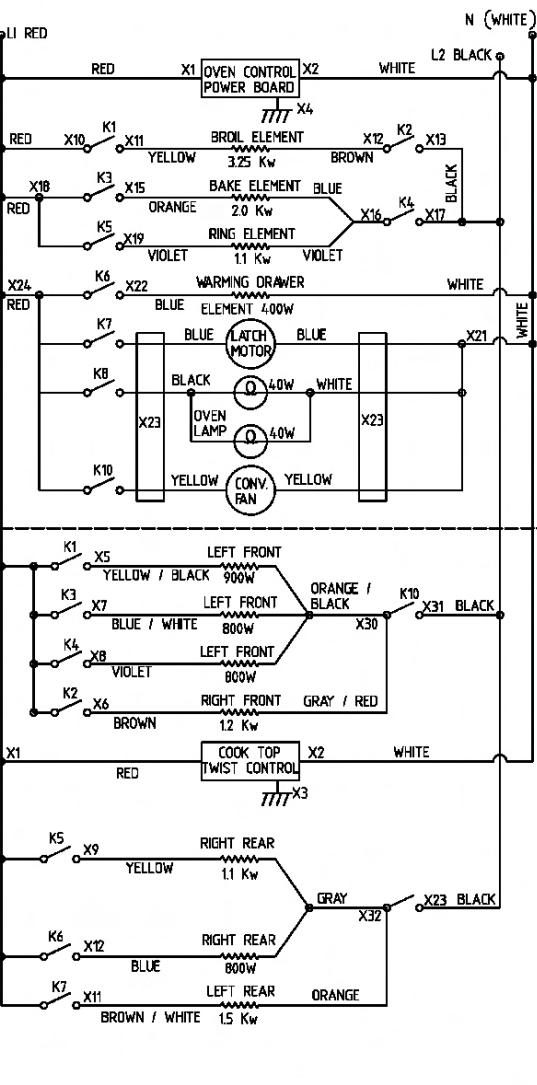 N (WHITE)
L1 RED
L2 BLACK
RED X1 OVEN CONTROL X2 WHITE
POWER BOARD
X4
K1 K2
RED X10 X11 BROIL ELEMENT X12 X13
YELLOW 3.25 Kw BROWN
BLACK
K3 K4
X18 X15 BAKE ELEMENT BLUE
RED ORANGE 2.0 Kw X16 X17
K5
X19 RING ELEMENT
VIOLET 1.1 Kw VIOLET
K6
X24 X22 WARMING DRAWER WHITE
RED BLUE ELEMENT 400W
WHITE
K7
BLUE LATCH BLUE X21
MOTOR
K8
BLACK 40W WHITE
X23 OVEN X23
LAMP 40W
K10
YELLOW CONV. YELLOW
FAN
K1
X5 LEFT FRONT
YELLOW / BLACK 900W ORANGE /
BLACK
K3 K10
X7 LEFT FRONT X31 BLACK
BLUE / WHITE 800W X30
K4
X8 LEFT FRONT
VIOLET 800W
K2
X6 RIGHT FRONT GRAY / RED
BROWN 1.2 Kw
X1 COOK TOP X2 WHITE
RED TWIST CONTROL
X3
K5
X9 RIGHT REAR
YELLOW 1.1 Kw
GRAY X23 BLACK
X32
K6
X12 RIGHT REAR
BLUE 800W
K7
X11 LEFT REAR ORANGE
BROWN / WHITE 1.5 Kw